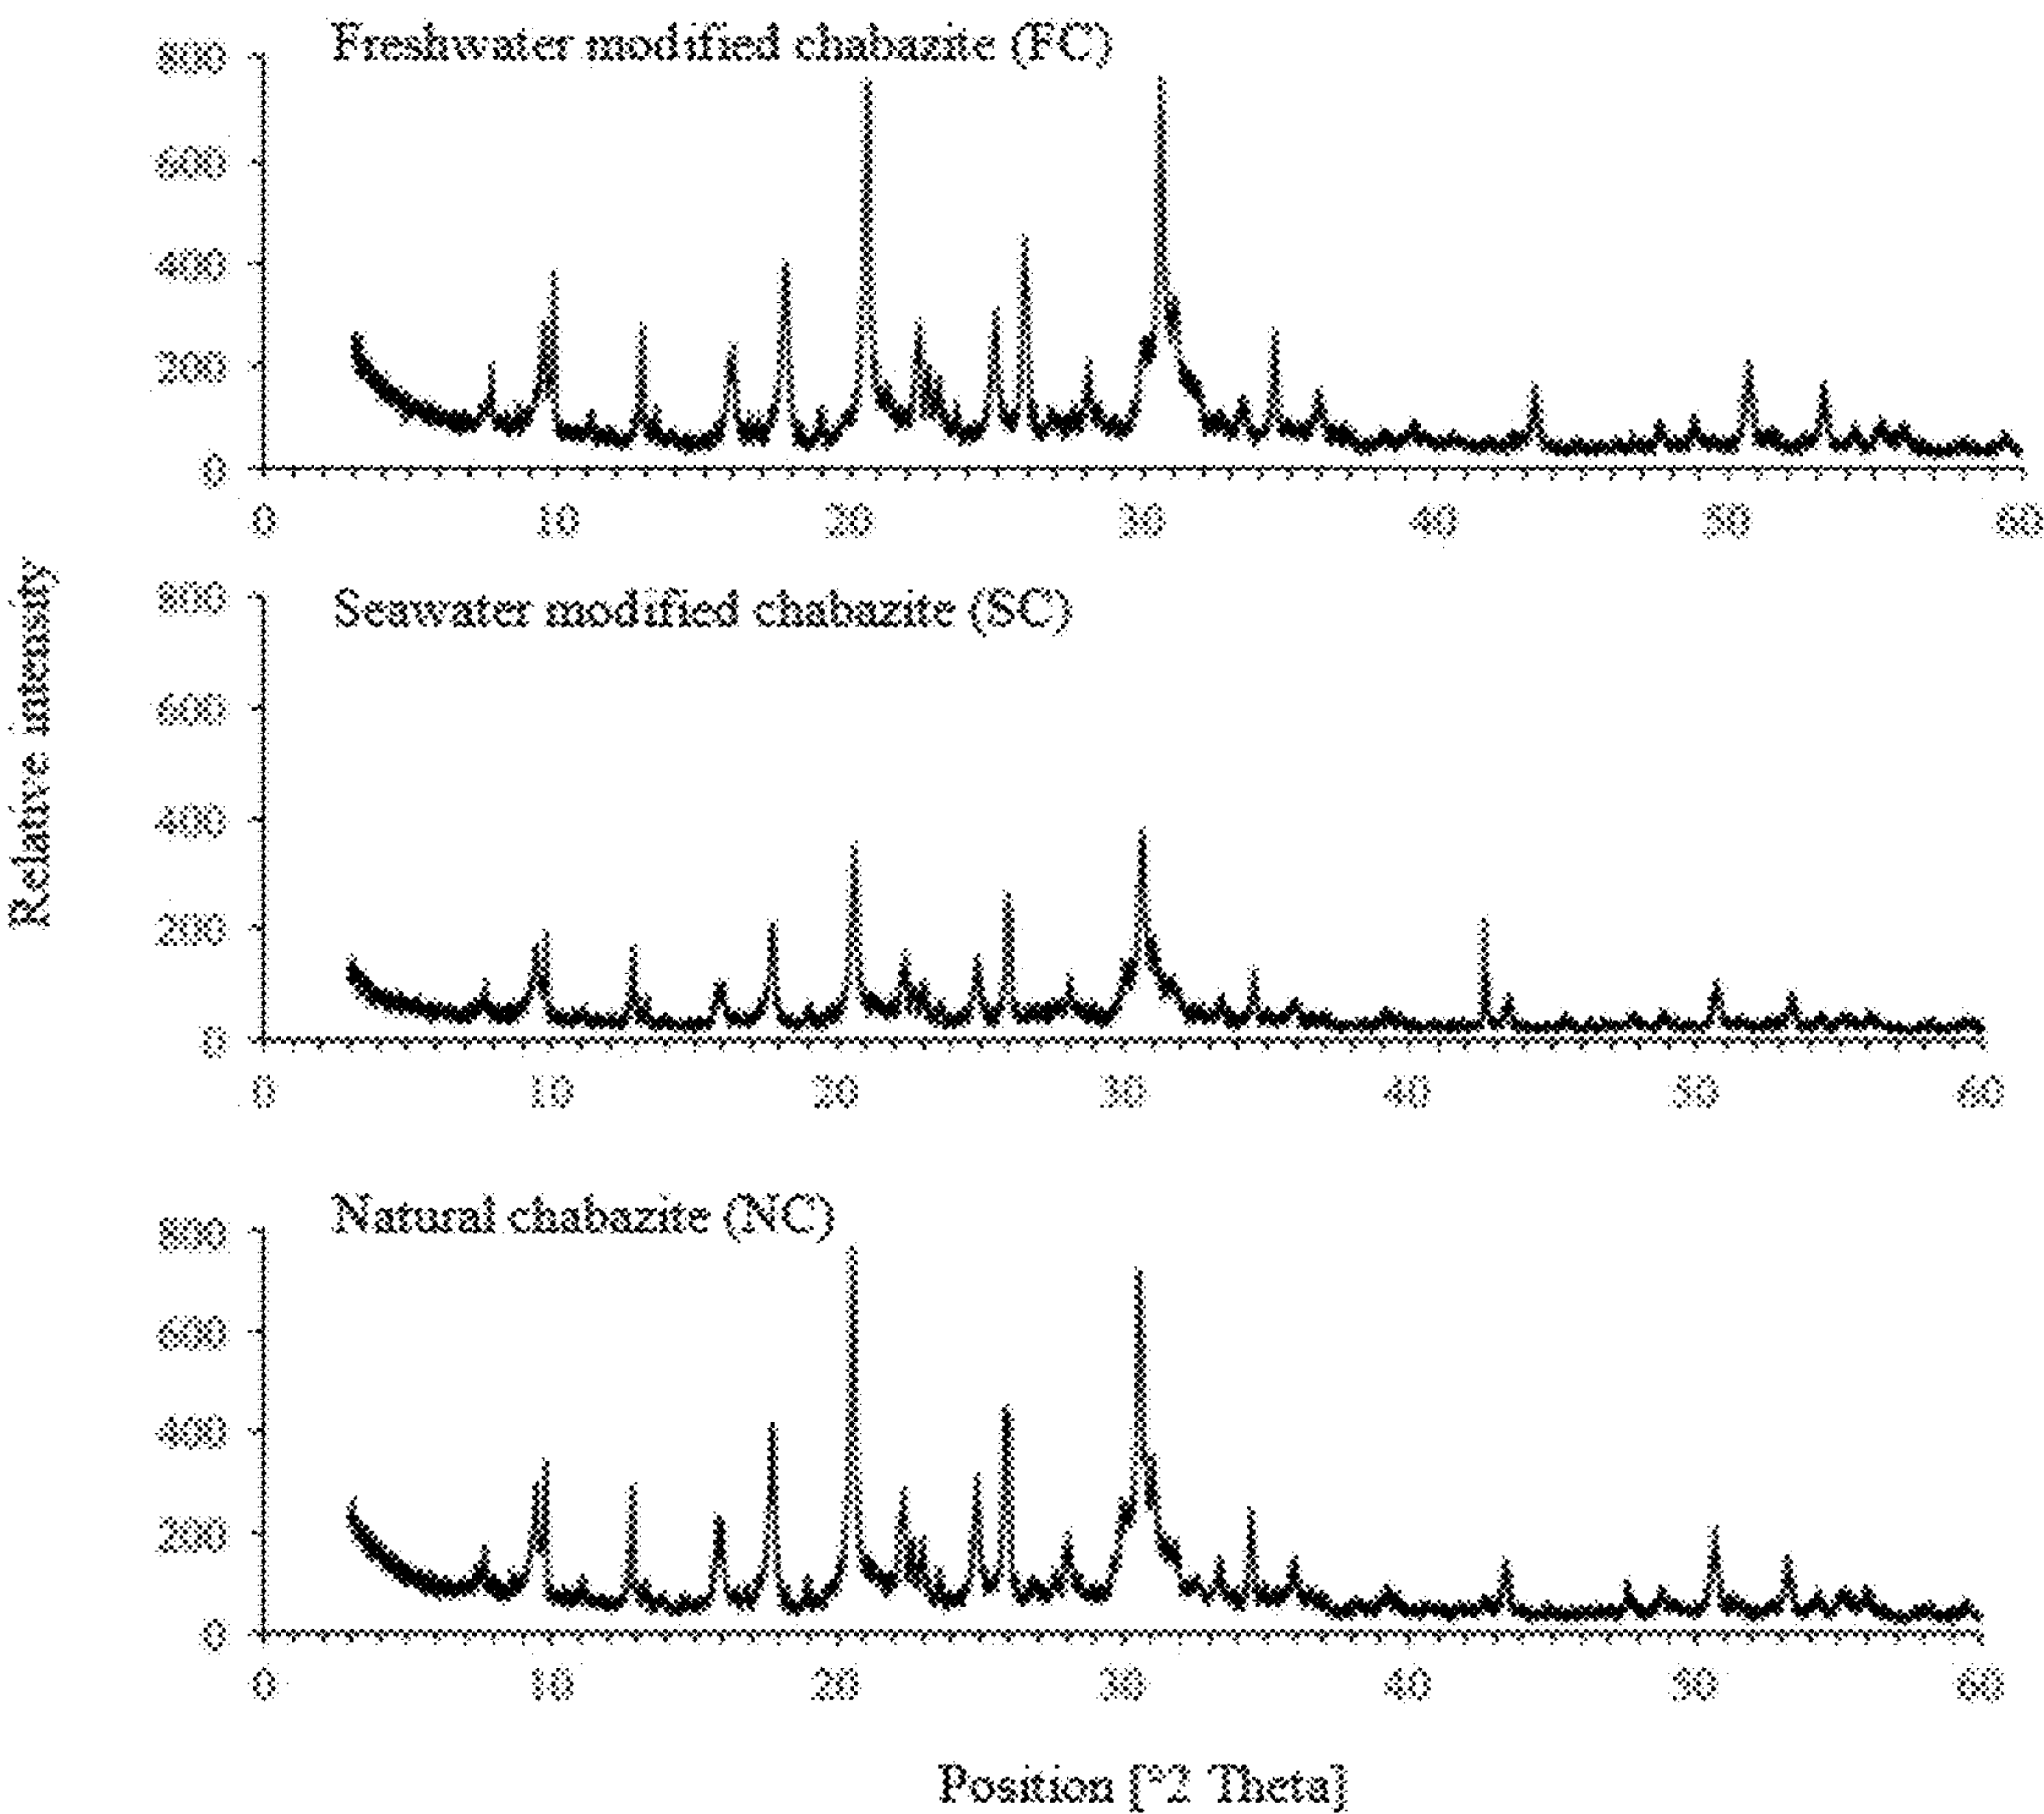 Freshwater modified chabazite (FC)
800
600
400
200
0
0 10 20 30 40 50 60
Relative intensity
Seawater modified chabazite (SC)
800
600
400
200
0
0 10 20 30 40 50 60
Natural chabazite (NC)
800
600
400
200
0
0 10 20 30 40 50 60
Position [°2 Theta]